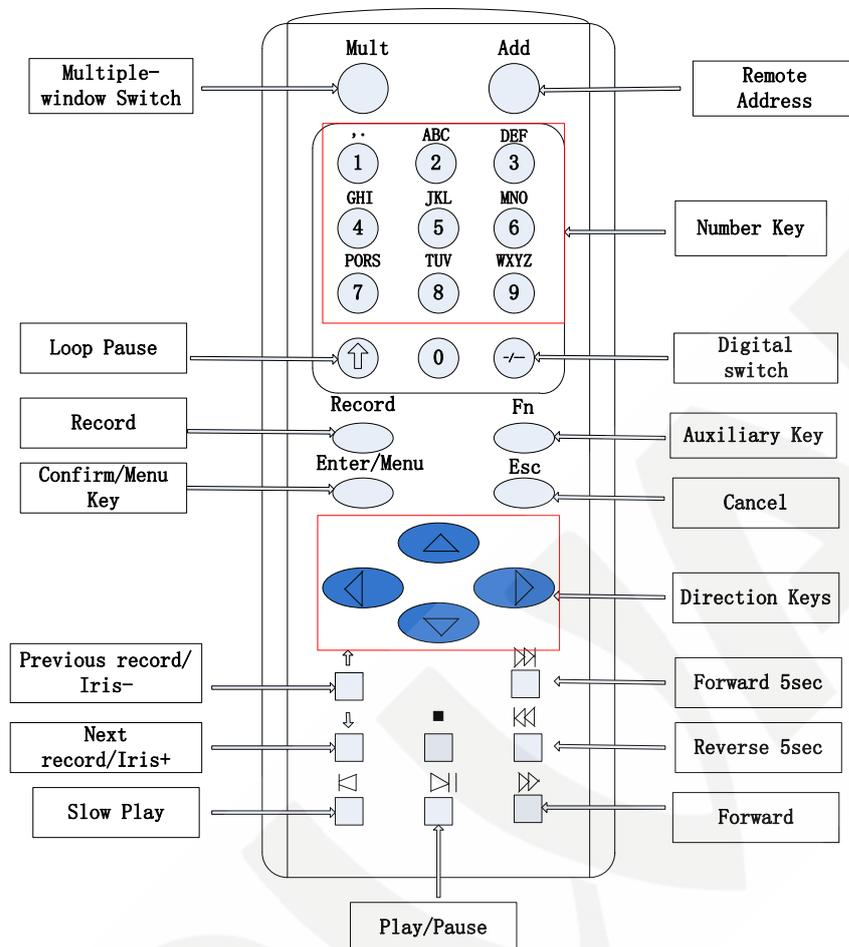 Mult
Add
Multiple-
window Switch
Remote
Address
,.
ABC
DEF
1
2
3
GHI
JKL
MNO
4
5
6
Number Key
PORS
TUV
WXYZ
7
8
9
Loop Pause
0
-/—
Digital
switch
Record
Fn
Record
Auxiliary Key
Enter/Menu
Esc
Confirm/Menu
Key
Cancel
Direction Keys
Previous record/
Iris-
Forward 5sec
Next
record/Iris+
Reverse 5sec
Slow Play
Forward
Play/Pause